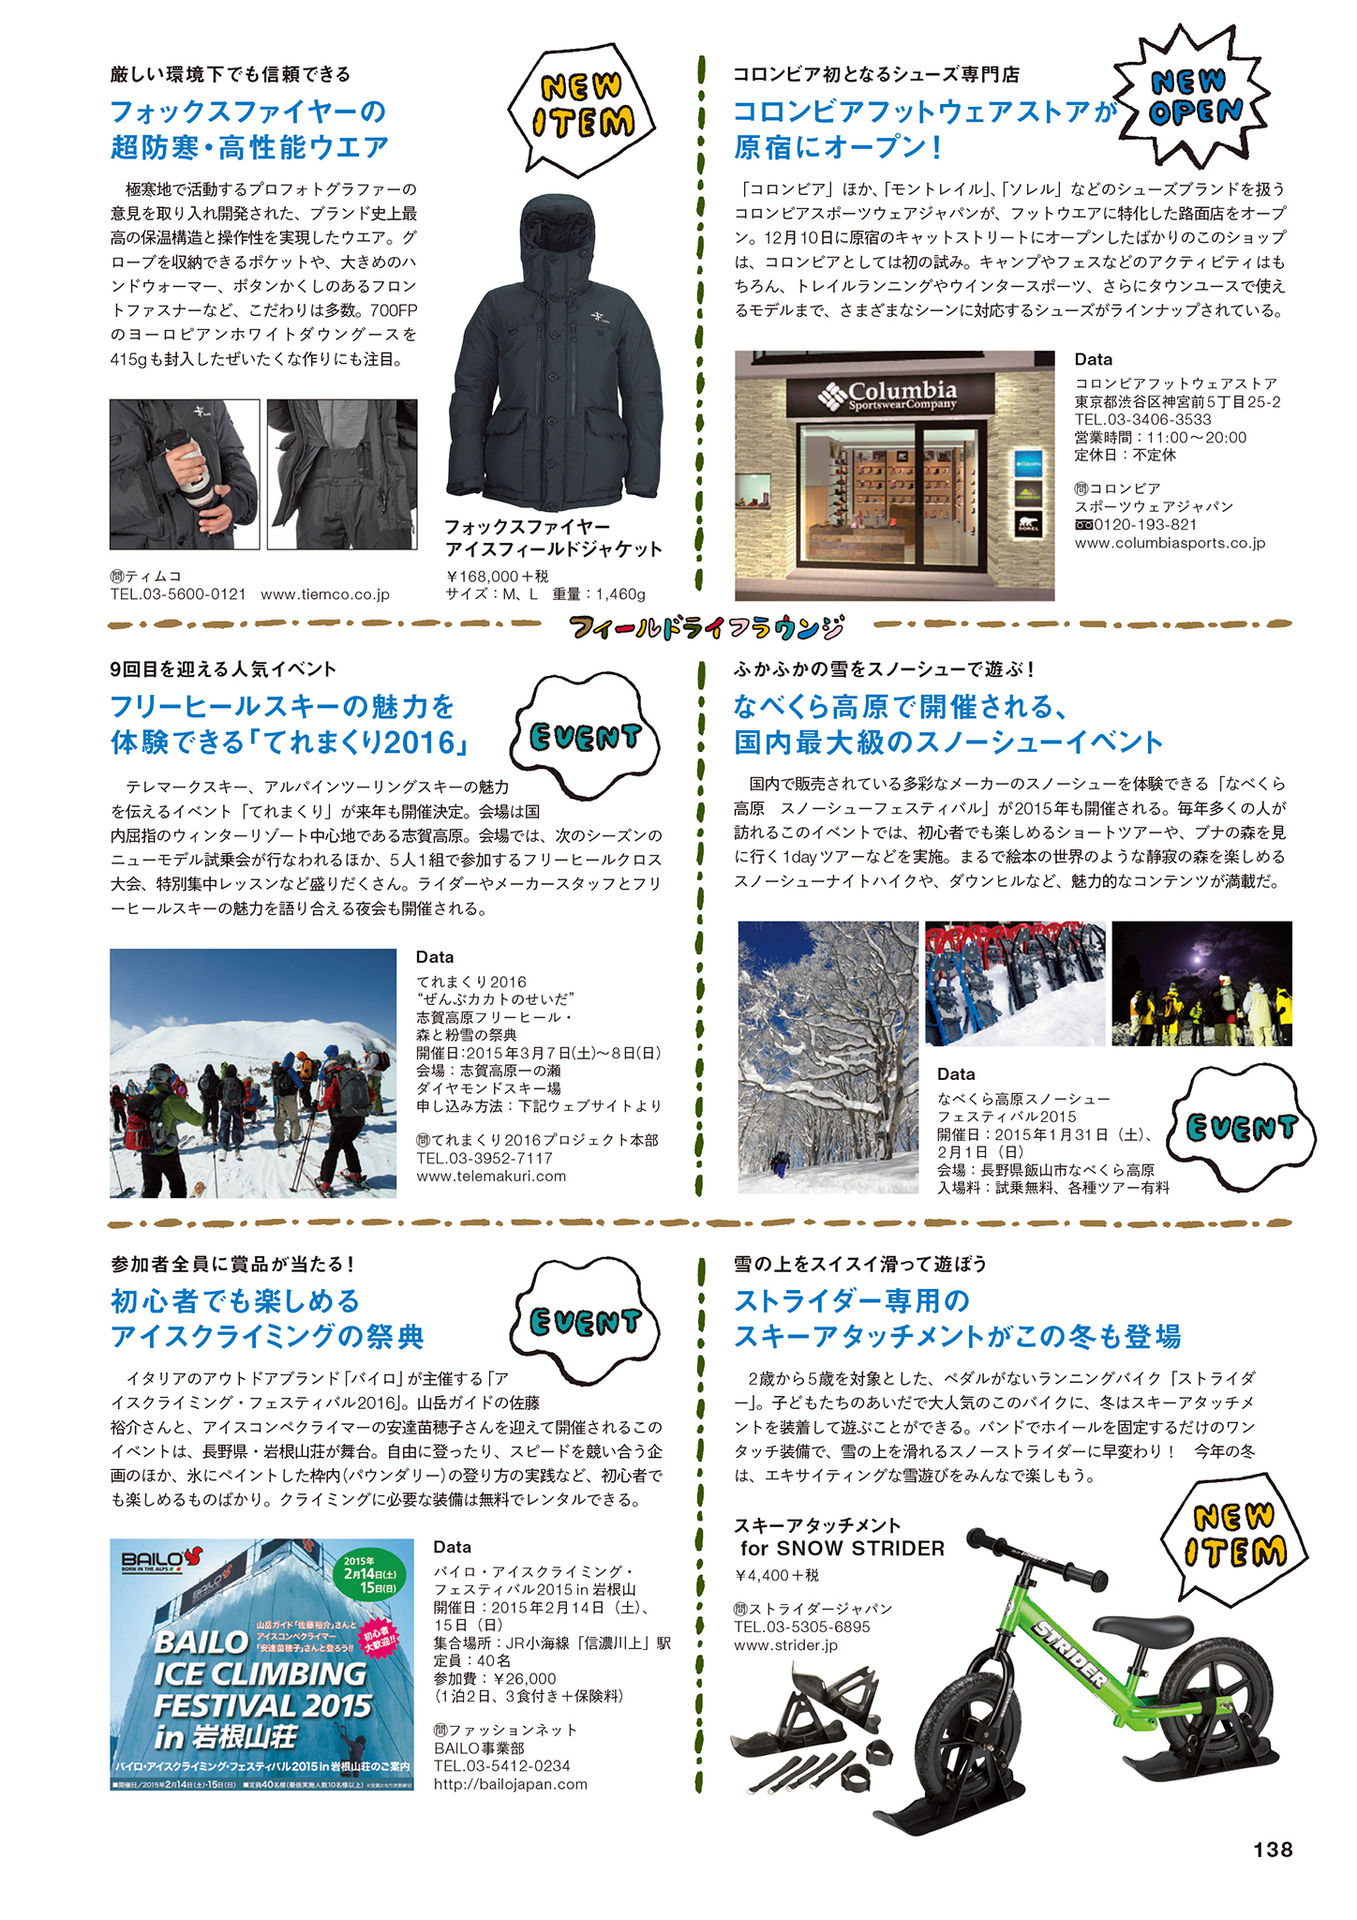 厳しい環境下でも信頼できる
フォックスファイヤーの
超防寒・高性能ウエア
NEW
ITEM
極寒地で活動するプロフォトグラファーの
意見を取り入れ開発された、ブランド史上最
高の保温構造と操作性を実現したウエア。グ
ローブを収納できるポケットや、大きめのハ
ンドウォーマー、ボタンかくしのあるフロン
トファスナーなど、こだわりは多数。700FP
のヨーロピアンホワイトダウングースを
415gも封入したぜいたくな作りにも注目。
フォックスファイヤー
アイスフィールドジャケット
￥168,000＋税
サイズ：M、L　重量：1,460g
㉄ティムコ
TEL.03-5600-0121　www.tiemco.co.jp
コロンビア初となるシューズ専門店
コロンビアフットウェアストアが
原宿にオープン！
NEW
OPEN
「コロンビア」ほか、「モントレイル」、「ソレル」などのシューズブランドを扱う
コロンビアスポーツウェアジャパンが、フットウエアに特化した路面店をオープ
ン。12月10日に原宿のキャットストリートにオープンしたばかりのこのショップ
は、コロンビアとしては初の試み。キャンプやフェスなどのアクティビティはも
ちろん、トレイルランニングやウインタースポーツ、さらにタウンユースで使え
るモデルまで、さまざまなシーンに対応するシューズがラインナップされている。
Columbia
SportswearCompany
Columbia
SOREL
Data
コロンビアフットウェアストア
東京都渋谷区神宮前5丁目25-2
TEL.03-3406-3533
営業時間：11:00〜20:00
定休日：不定休
㉄コロンビア
スポーツウェアジャパン
0120-193-821
www.columbiasports.co.jp
フィールドライフラウンジ
9回目を迎える人気イベント
フリーヒールスキーの魅力を
体験できる「てれまくり2016」
EVENT
テレマークスキー、アルパインツーリングスキーの魅力
を伝えるイベント「てれまくり」が来年も開催決定。会場は国
内屈指のウィンターリゾート中心地である志賀高原。会場では、次のシーズンの
ニューモデル試乗会が行なわれるほか、5人1組で参加するフリーヒールクロス
大会、特別集中レッスンなど盛りだくさん。ライダーやメーカースタッフとフリ
ーヒールスキーの魅力を語り合える夜会も開催される。
Data
てれまくり2016
“ぜんぶカカトのせいだ”
志賀高原フリーヒール・
森と粉雪の祭典
開催日：2015年3月7日(土)〜8日(日)
会場：志賀高原一の瀬
ダイヤモンドスキー場
申し込み方法：下記ウェブサイトより
㉄てれまくり2016プロジェクト本部
TEL.03-3952-7117
www.telemakuri.com
ふかふかの雪をスノーシューで遊ぶ！
なべくら高原で開催される、
国内最大級のスノーシューイベント
国内で販売されている多彩なメーカーのスノーシューを体験できる「なべくら
高原　スノーシューフェスティバル」が2015年も開催される。毎年多くの人が
訪れるこのイベントでは、初心者でも楽しめるショートツアーや、ブナの森を見
に行く1dayツアーなどを実施。まるで絵本の世界のような静寂の森を楽しめる
スノーシューナイトハイクや、ダウンヒルなど、魅力的なコンテンツが満載だ。
Data
なべくら高原スノーシュー
フェスティバル2015
開催日：2015年1月31日（土）、
2月1日（日）
会場：長野県飯山市なべくら高原
入場料：試乗無料、各種ツアー有料
EVENT
参加者全員に賞品が当たる！
初心者でも楽しめる
アイスクライミングの祭典
EVENT
イタリアのアウトドアブランド「バイロ」が主催する「ア
イスクライミング・フェスティバル2016」。山岳ガイドの佐藤
裕介さんと、アイスコンペクライマーの安達苗穂子さんを迎えて開催されるこの
イベントは、長野県・岩根山荘が舞台。自由に登ったり、スピードを競い合う企
画のほか、氷にペイントした枠内（バウンダリー）の登り方の実践など、初心者で
も楽しめるものばかり。クライミングに必要な装備は無料でレンタルできる。
BAILO
BORN IN THE ALPS
BAILO
2015年
2月14日(土)
15日(日)
山岳ガイド「佐藤裕介」さんと
アイスコンペクライマー
「安達苗穂子」さんと登ろう!!
初心者
大歓迎!!
BAILO
ICE CLIMBING
FESTIVAL 2015
in 岩根山荘
バイロ・アイスクライミング・フェスティバル2015 in 岩根山荘のご案内
■開催日／2015年2月14日（土）・15日（日）　■定員40名様（最低実施人数10名様以上）
Data
バイロ・アイスクライミング・
フェスティバル2015 in 岩根山
開催日：2015年2月14日（土）、
15日（日）
集合場所：JR小海線「信濃川上」駅
定員：40名
参加費：￥26,000
（1泊2日、3食付き＋保険料）
㉄ファッションネット
BAILO事業部
TEL.03-5412-0234
http://bailojapan.com
雪の上をスイスイ滑って遊ぼう
ストライダー専用の
スキーアタッチメントがこの冬も登場
2歳から5歳を対象とした、ペダルがないランニングバイク「ストライダ
ー」。子どもたちのあいだで大人気のこのバイクに、冬はスキーアタッチメ
ントを装着して遊ぶことができる。バンドでホイールを固定するだけのワン
タッチ装備で、雪の上を滑れるスノーストライダーに早変わり！　今年の冬
は、エキサイティングな雪遊びをみんなで楽しもう。
NEW
ITEM
スキーアタッチメント
for SNOW STRIDER
￥4,400＋税
㉄ストライダージャパン
TEL.03-5305-6895
www.strider.jp
STRIDER
138